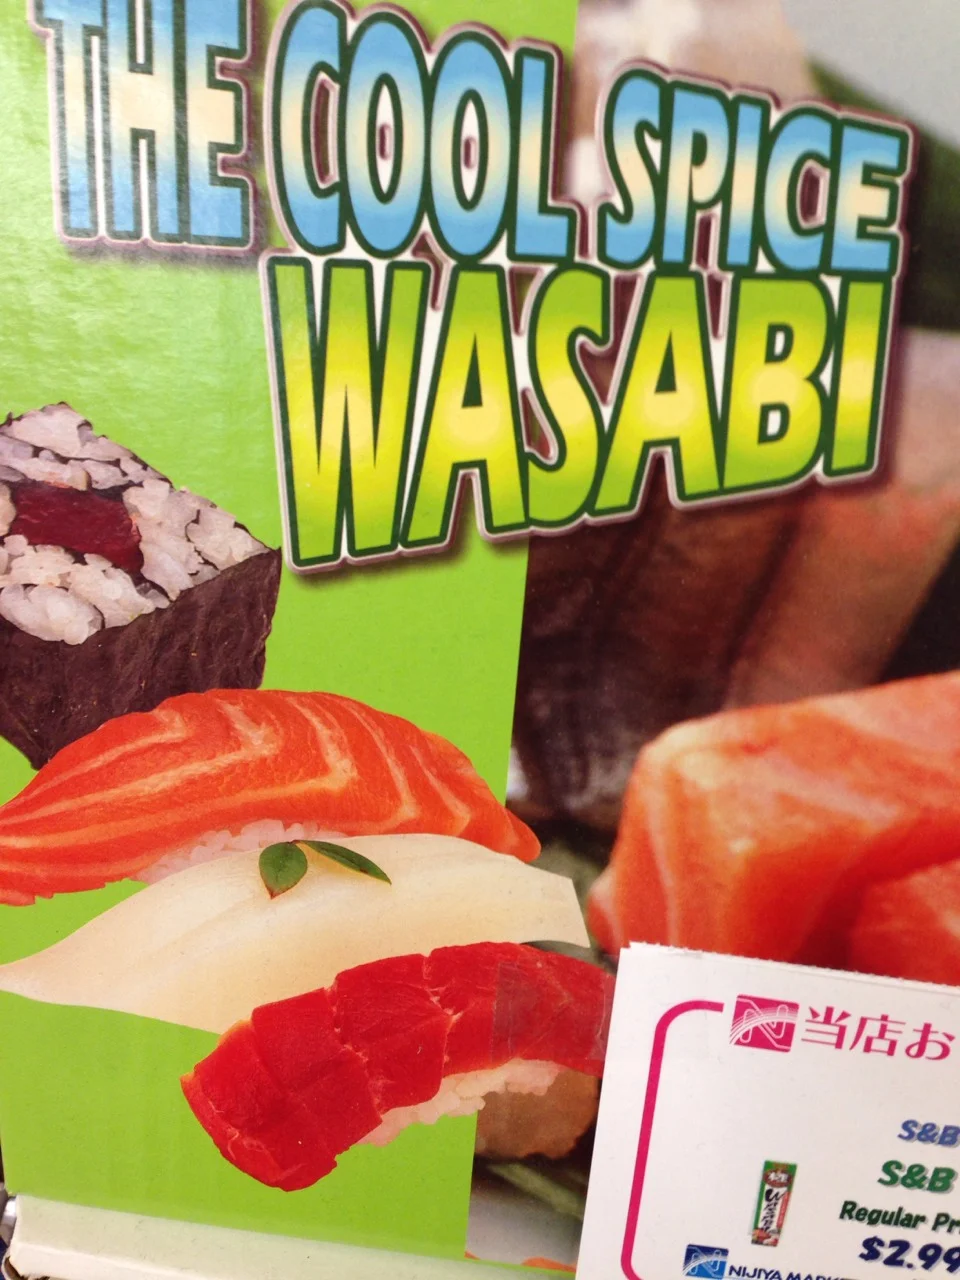 THE COOL SPICE
WASABI
当店お
S&B
S&B
Regular Pr
$2.99
NIJIYA MARK